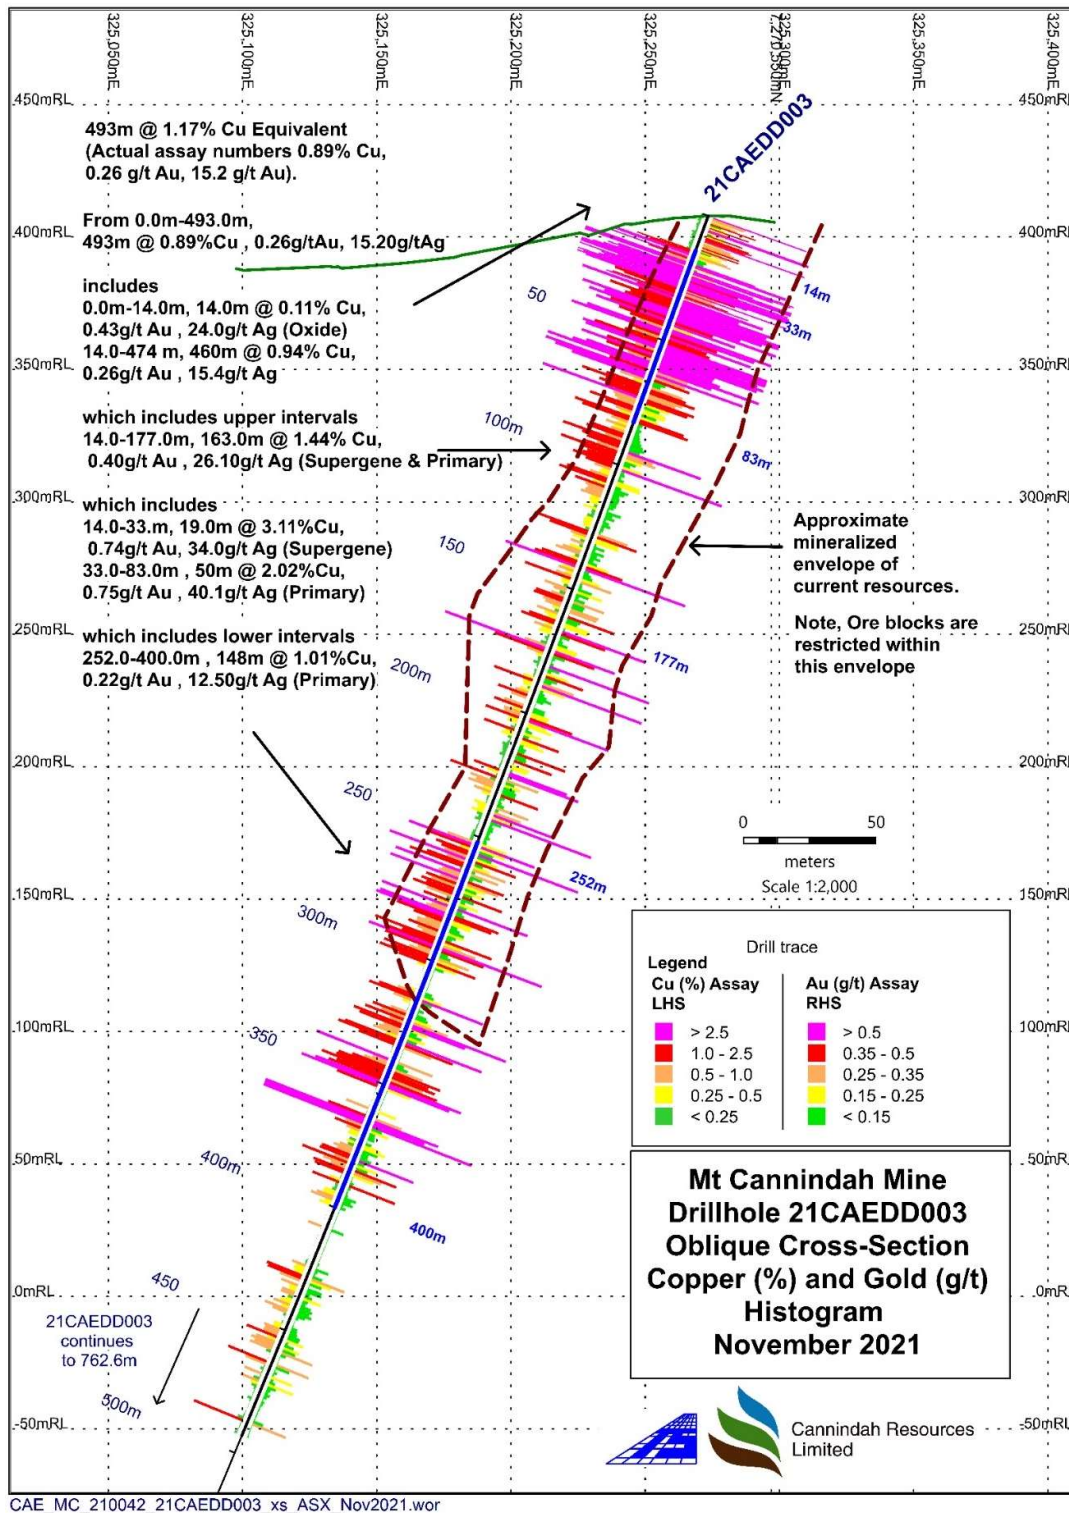 325,050mE
325,100mE
325,150mE
325,200mE
325,250mE
325,300mE
325,350mE
325,400mE
450mRL
450mRL
21CAEDD003
493m @ 1.17% Cu Equivalent
(Actual assay numbers 0.89% Cu,
0.26 g/t Au, 15.2 g/t Au).
From 0.0m-493.0m,
493m @ 0.89%Cu , 0.26g/tAu, 15.20g/tAg
400mRL
400mRL
includes
0.0m-14.0m, 14.0m @ 0.11% Cu,
0.43g/t Au , 24.0g/t Ag (Oxide)
14.0-474 m, 460m @ 0.94% Cu,
0.26g/t Au , 15.4g/t Ag
50
14m
33m
350mRL
350mRL
which includes upper intervals
14.0-177.0m, 163.0m @ 1.44% Cu,
0.40g/t Au , 26.10g/t Ag (Supergene & Primary)
100m
83m
300mRL
300mRL
which includes
14.0-33.m, 19.0m @ 3.11%Cu,
0.74g/t Au, 34.0g/t Ag (Supergene)
33.0-83.0m , 50m @ 2.02%Cu,
0.75g/t Au , 40.1g/t Ag (Primary)
150
Approximate
mineralized
envelope of
current resources.
Note, Ore blocks are
restricted within
this envelope
250mRL
250mRL
which includes lower intervals
252.0-400.0m , 148m @ 1.01%Cu,
0.22g/t Au , 12.50g/t Ag (Primary)
200m
177m
200mRL
200mRL
250
0 50
meters
Scale 1:2,000
252m
150mRL
150mRL
300m
Drill trace
Legend
Cu (%) Assay
LHS
> 2.5
1.0 - 2.5
0.5 - 1.0
0.25 - 0.5
< 0.25
Au (g/t) Assay
RHS
> 0.5
0.35 - 0.5
0.25 - 0.35
0.15 - 0.25
< 0.15
100mRL
100mRL
350
50mRL
50mRL
400m
400m
Mt Cannindah Mine
Drillhole 21CAEDD003
Oblique Cross-Section
Copper (%) and Gold (g/t)
Histogram
November 2021
450
0mRL
0mRL
21CAEDD003
continues
to 762.6m
500m
-50mRL
-50mRL
Cannindah Resources
Limited
CAE_MC_210042_21CAEDD003_xs_ASX_Nov2021.wor